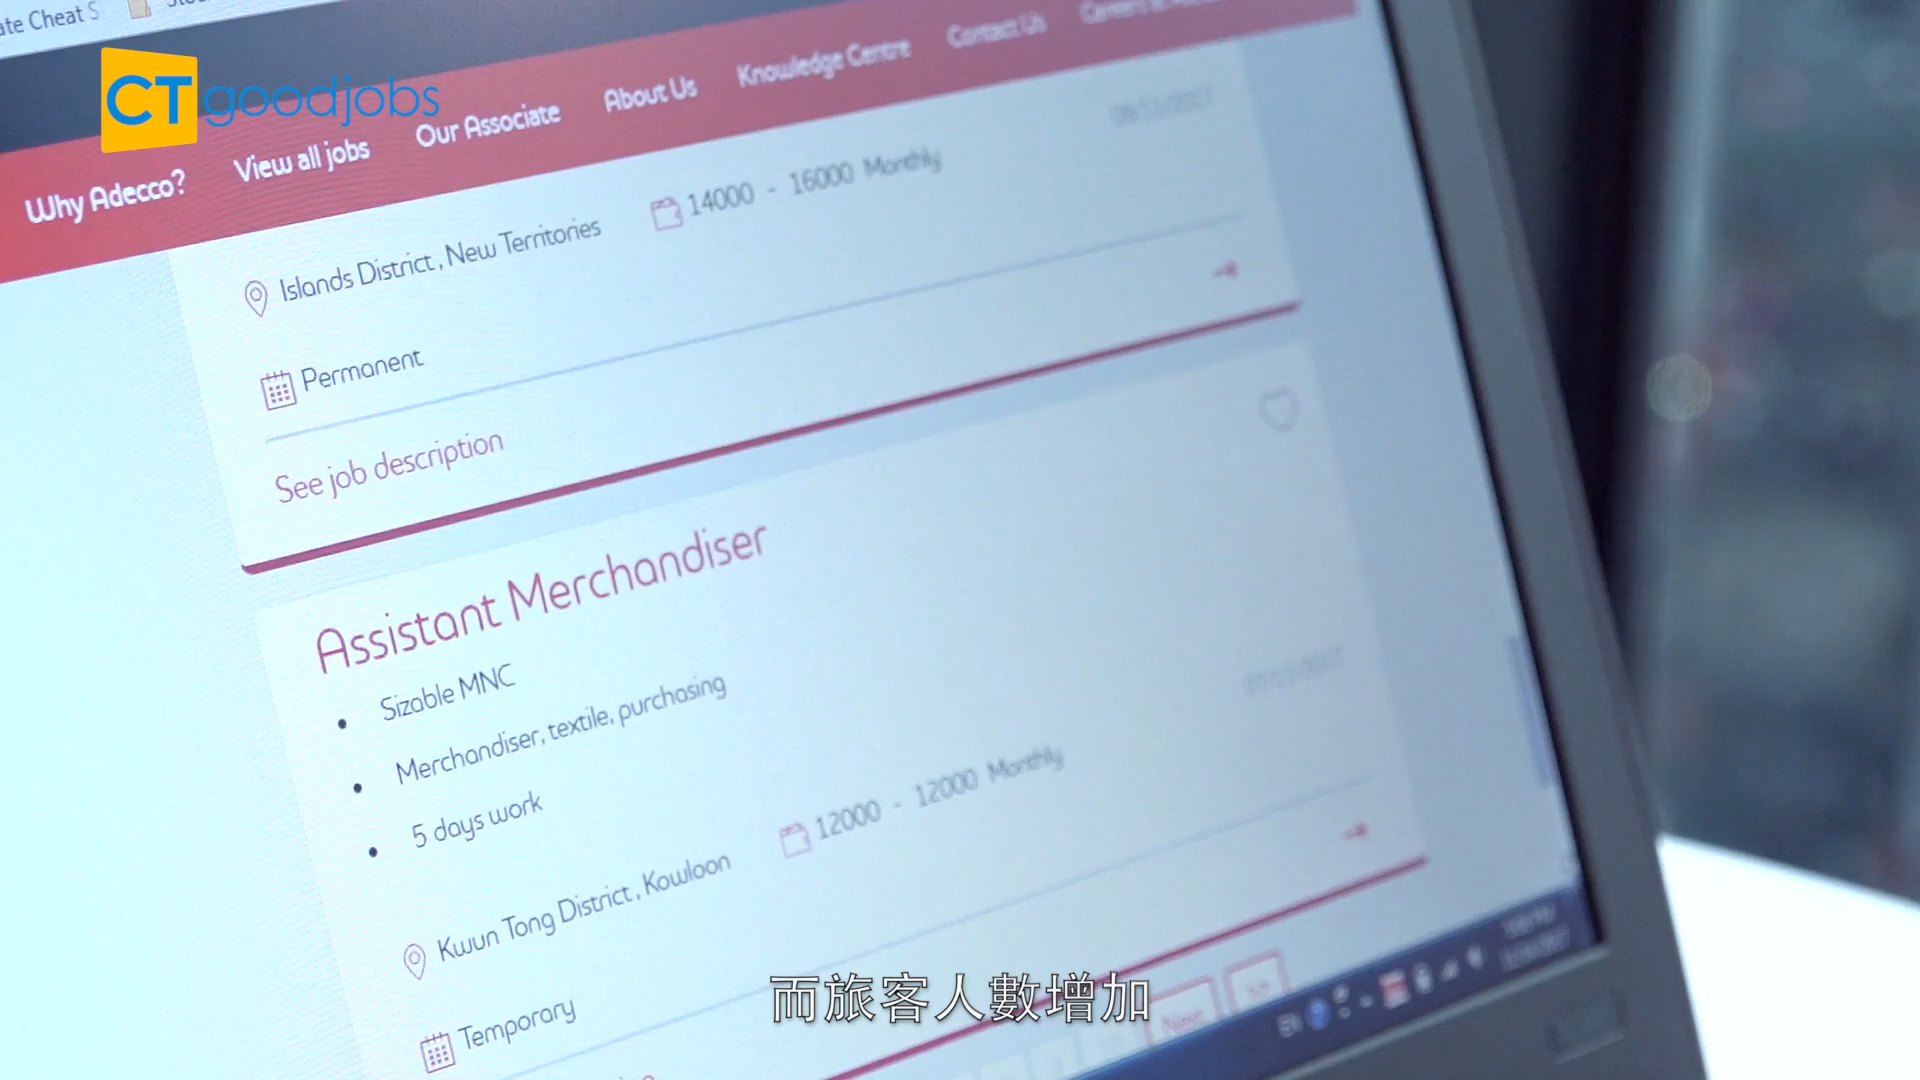 ate Cheat S
CTgoodjobs
Why Adecco?
View all jobs
Our Associate
About Us
Knowledge Centre
Contact Us
Islands District, New Territories
14000 - 16000 Monthly
Permanent
See job description
Assistant Merchandiser
Sizable MNC
Merchandiser, textile, purchasing
5 days work
Kwun Tong District, Kowloon
12000 - 12000 Monthly
Temporary
而旅客人數增加
Next
EN